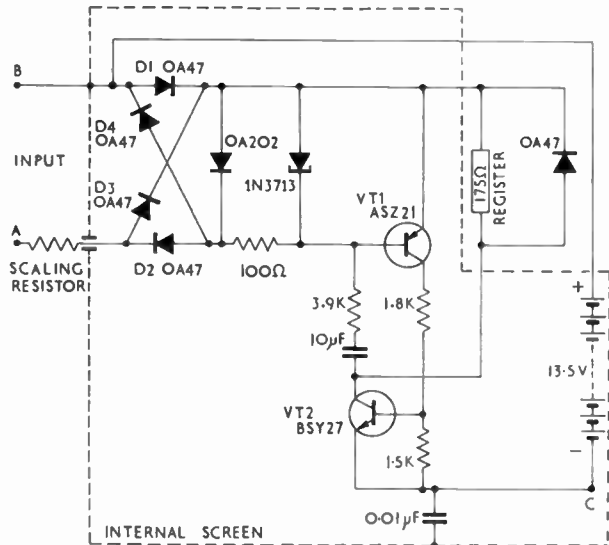 B
D1 OA47
D4
OA47
OA202
OA47
INPUT
D3
OA47
1N3713
175Ω
REGISTER
VT1
ASZ21
A
SCALING
RESISTOR
D2 OA47
100Ω
3.9K
1.8K
10µF
+
13.5V
−
VT2
BSY27
1.5K
C
0.01µF
INTERNAL SCREEN